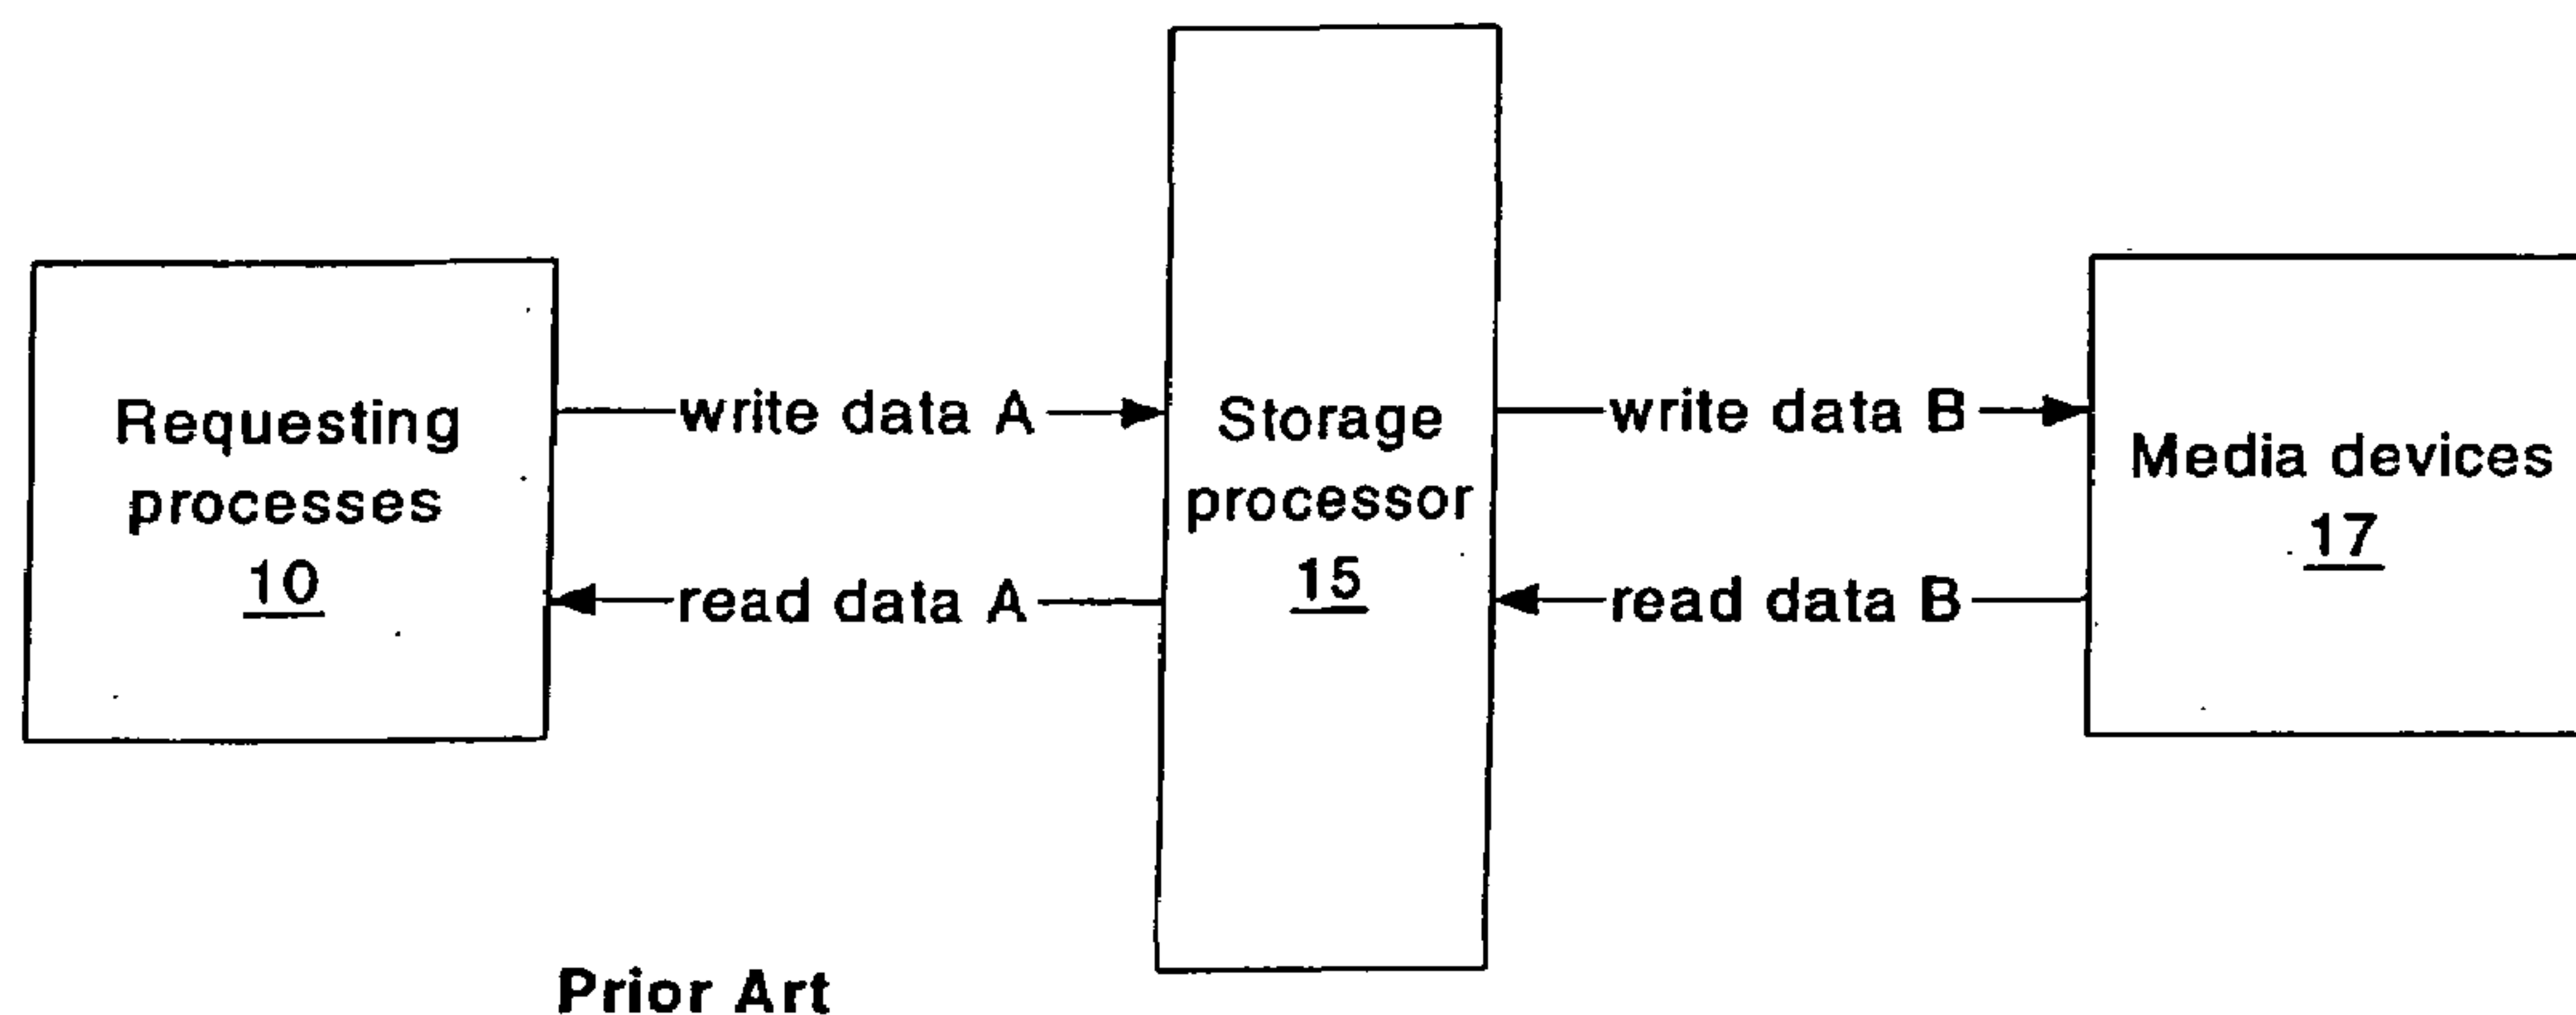 Requesting
processes
10
write data A
read data A
Storage
processor
15
write data B
read data B
Media devices
17
Prior Art